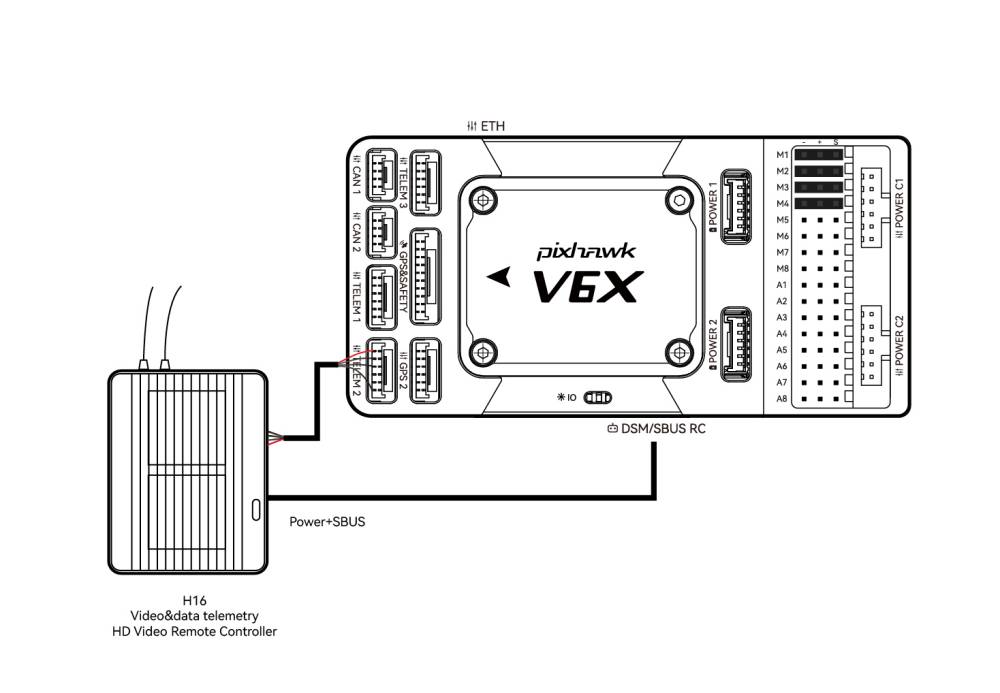 ETH
CAN 1
TELEM 3
CAN 2
GPS&SAFETY
TELEM 1
TELEM 2
GPS 2
pixhawk
V6X
POWER 1
POWER 2
IO
DSM/SBUS RC
- + S
M1
M2
M3
M4
M5
M6
M7
M8
A1
A2
A3
A4
A5
A6
A7
A8
POWER C1
POWER C2
Power+SBUS
H16
Video&data telemetry
HD Video Remote Controller